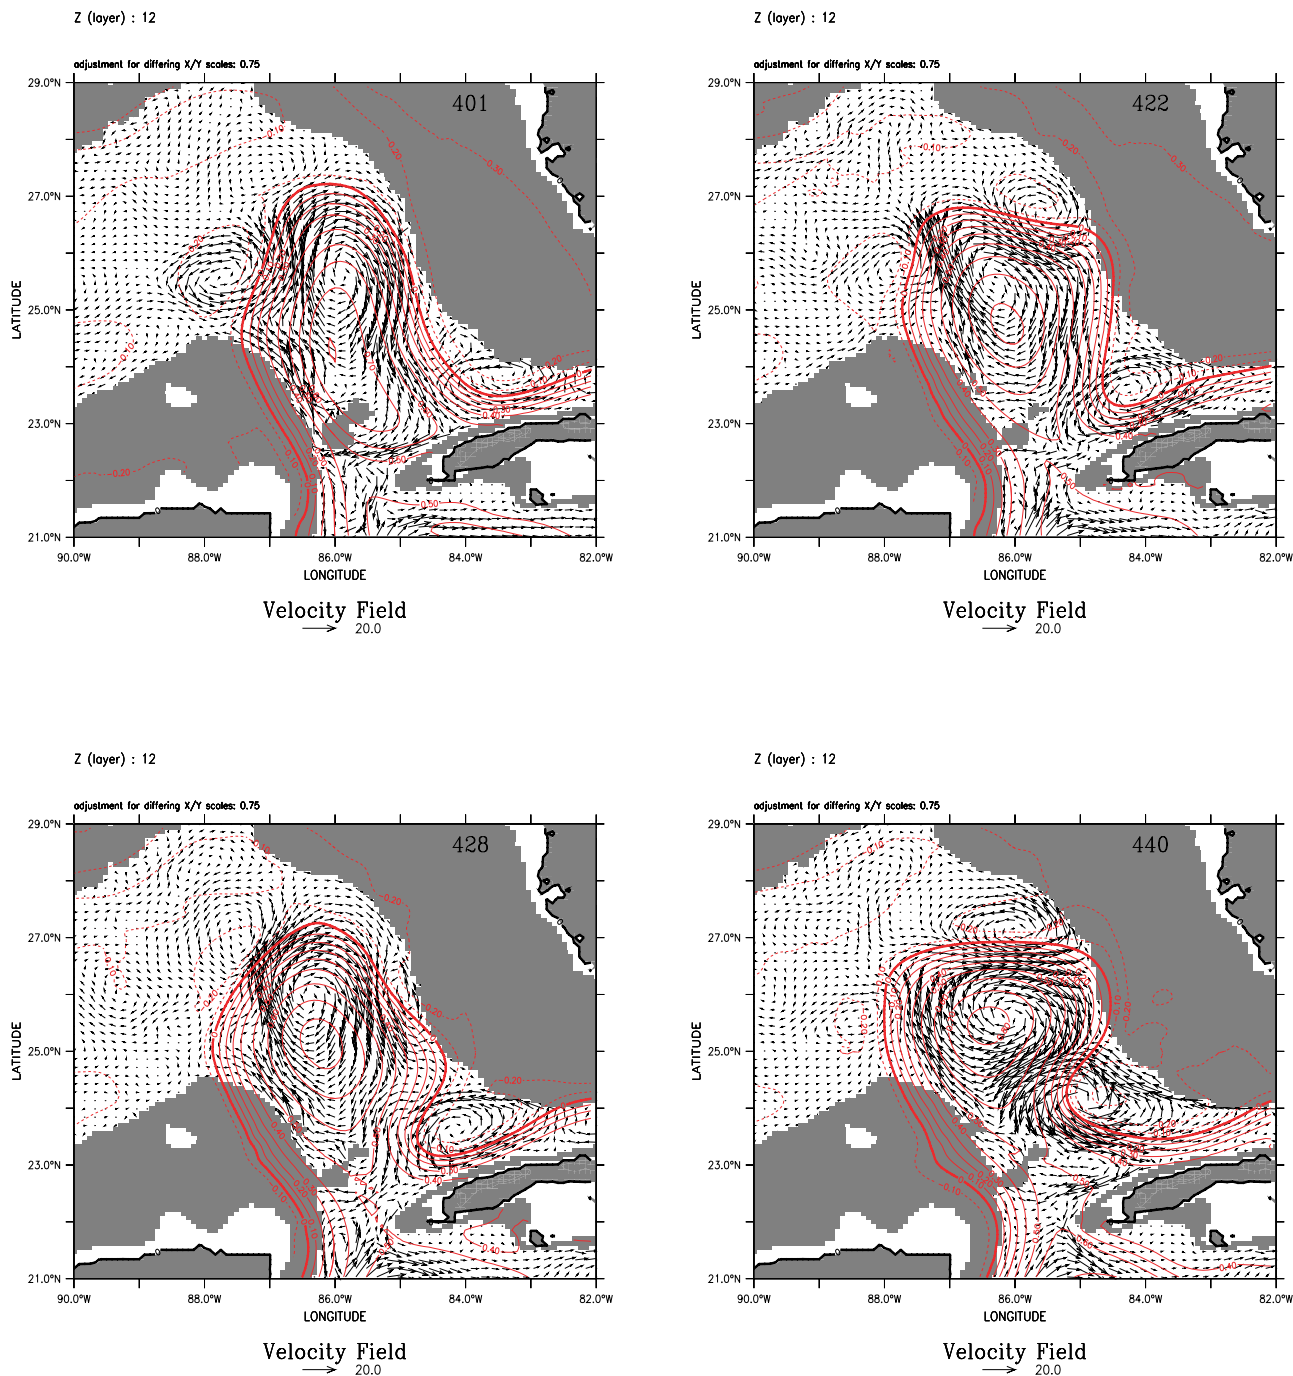 Z (layer) : 12
adjustment for differing X/Y scales: 0.75
401
29.0°N
27.0°N
25.0°N
23.0°N
21.0°N
LATITUDE
90.0°W 88.0°W 86.0°W 84.0°W 82.0°W
LONGITUDE
Velocity Field
20.0
Z (layer) : 12
adjustment for differing X/Y scales: 0.75
422
29.0°N
27.0°N
25.0°N
23.0°N
21.0°N
LATITUDE
90.0°W 88.0°W 86.0°W 84.0°W 82.0°W
LONGITUDE
Velocity Field
20.0
Z (layer) : 12
adjustment for differing X/Y scales: 0.75
428
29.0°N
27.0°N
25.0°N
23.0°N
21.0°N
LATITUDE
90.0°W 88.0°W 86.0°W 84.0°W 82.0°W
LONGITUDE
Velocity Field
20.0
Z (layer) : 12
adjustment for differing X/Y scales: 0.75
440
29.0°N
27.0°N
25.0°N
23.0°N
21.0°N
LATITUDE
90.0°W 88.0°W 86.0°W 84.0°W 82.0°W
LONGITUDE
Velocity Field
20.0